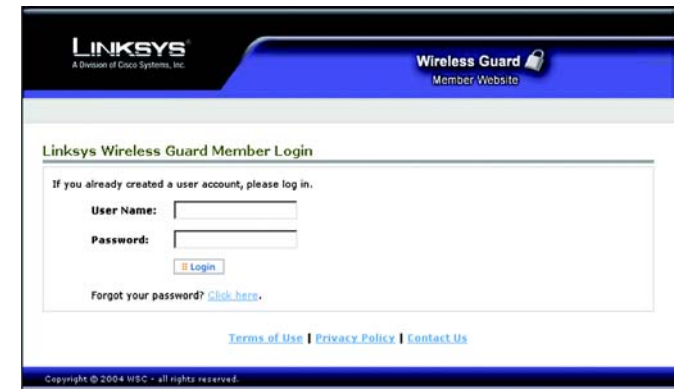 LINKSYS®
A Division of Cisco Systems, Inc.
Wireless Guard
Member Website
Linksys Wireless Guard Member Login
If you already created a user account, please log in.
User Name:
Password:
Login
Forgot your password? Click here.
Terms of Use | Privacy Policy | Contact Us
Copyright © 2004 WSC - all rights reserved.